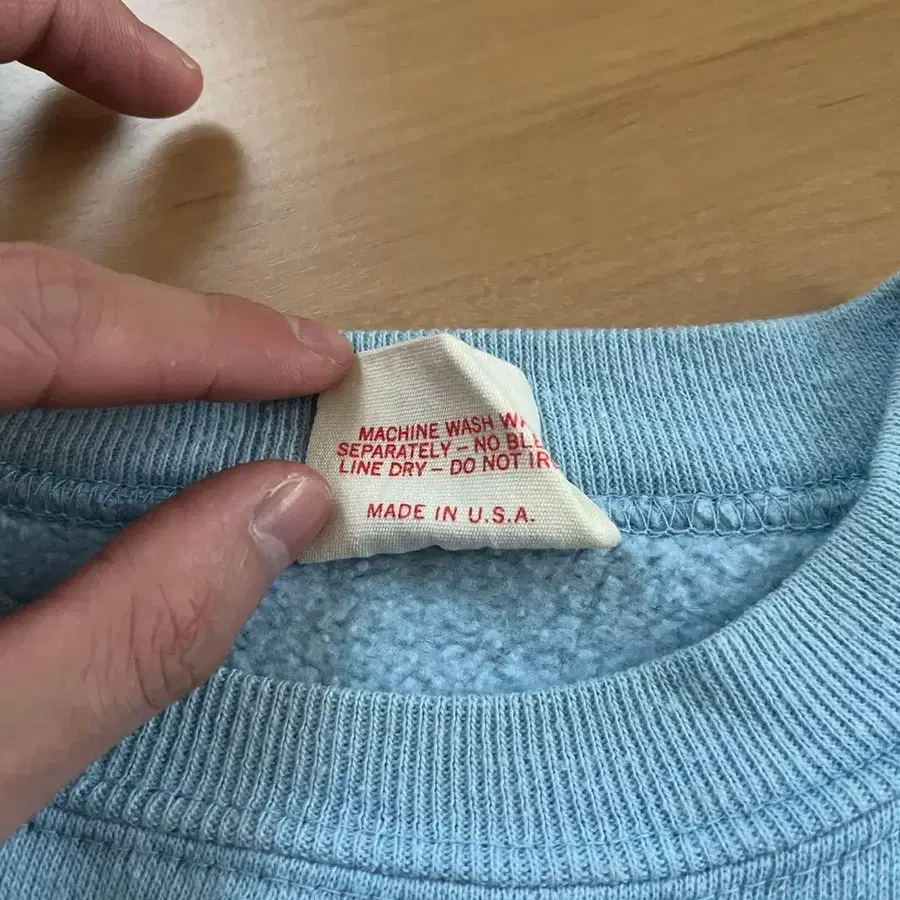 MACHINE WASH
SEPARATELY – NO
LINE DRY – DO NOT
MADE IN U.S.A.